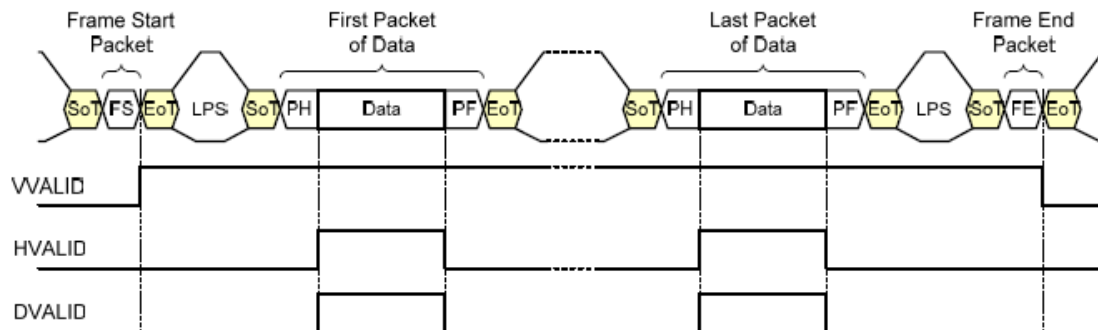 Frame Start
Packet
First Packet
of Data
Last Packet
of Data
Frame End
Packet
SoT FS EoT LPS SoT PH Data PF EoT SoT PH Data PF EoT LPS SoT FE EoT
VVALID
HVALID
DVALID